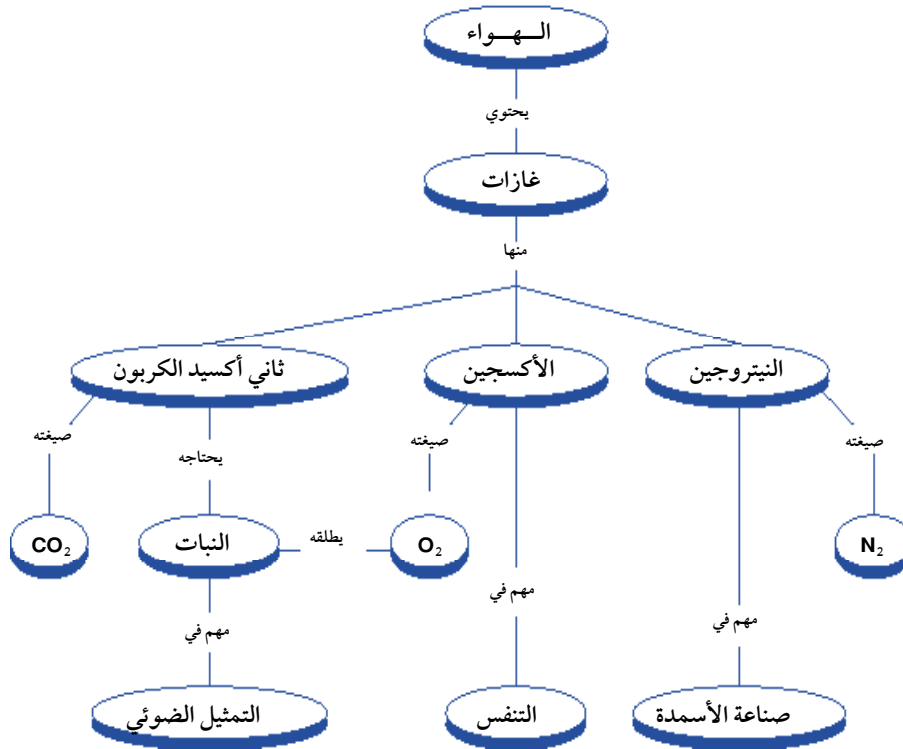 الـــهـــواء
يحتوي
غازات
منها
النيتروجين
الأكسجين
ثاني أكسيد الكربون
صيغته
صيغته
صيغته
يحتاجه
N₂
O₂
يطلقه
النبات
CO₂
مهم في
مهم في
مهم في
صناعة الأسمدة
التنفس
التمثيل الضوئي